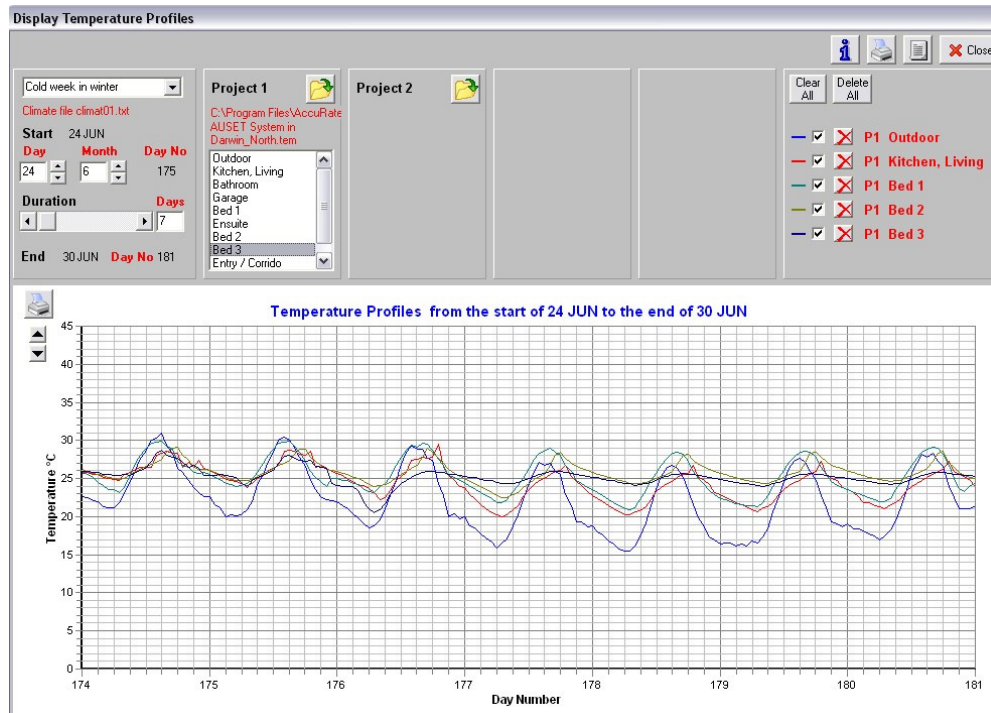 Display Temperature Profiles
Close
Cold week in winter
Climate file climat01.txt
Start 24 JUN
Day Month Day No
24 6 175
Duration Days
7
End 30 JUN Day No 181
Project 1
C:\Program Files\AccuRate
AUSET System in
Darwin_North.tem
Outdoor
Kitchen, Living
Bathroom
Garage
Bed 1
Ensuite
Bed 2
Bed 3
Entry / Corrido
Project 2
Clear All
Delete All
P1 Outdoor
P1 Kitchen, Living
P1 Bed 1
P1 Bed 2
P1 Bed 3
Temperature Profiles from the start of 24 JUN to the end of 30 JUN
Temperature °C
45
40
35
30
25
20
15
10
5
0
174 175 176 177 178 179 180 181
Day Number